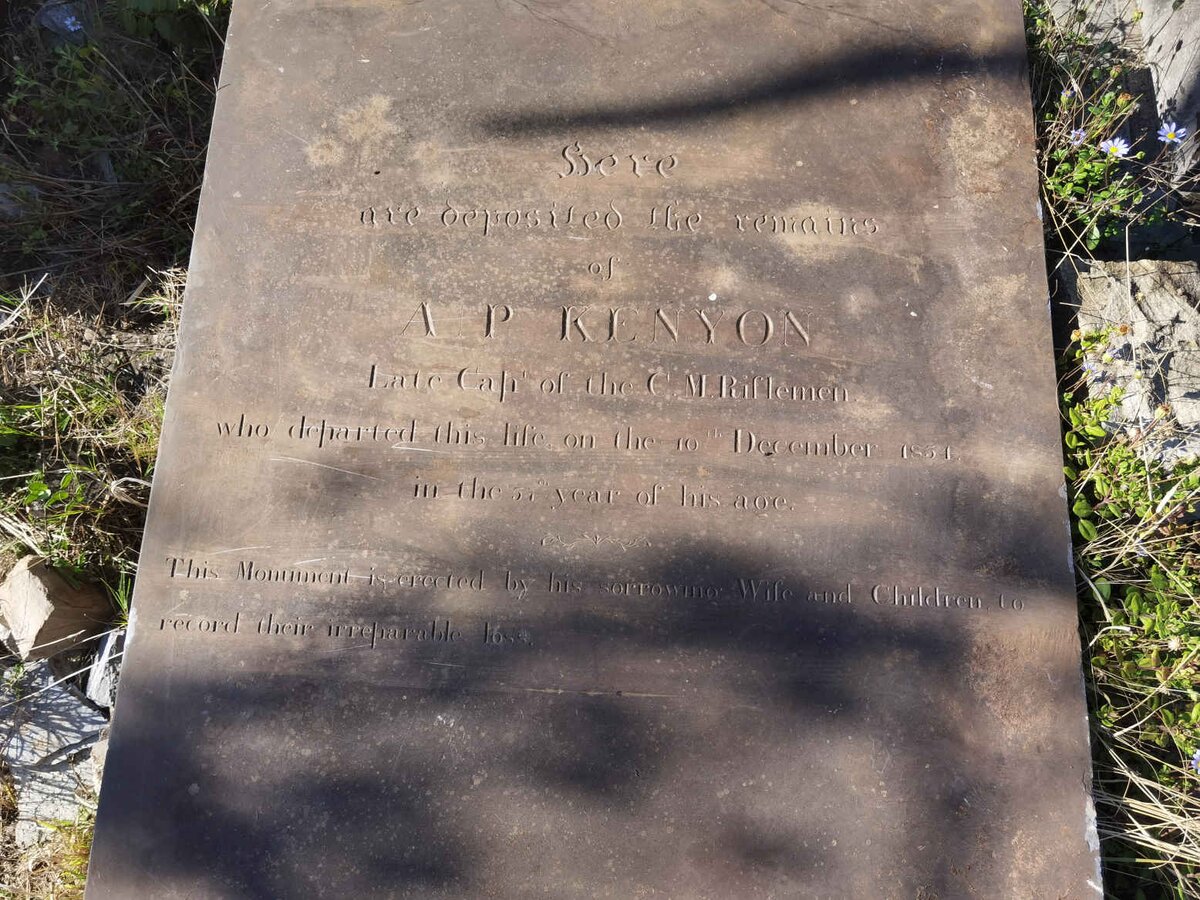 Here
are deposited the remains
of
A P KENYON
Late Capt of the C.M. Riflemen
who departed this life, on the 10th December
in the year of his age.
This Monument is erected by his sorrowing Wife and Children, to
record their irreparable loss.